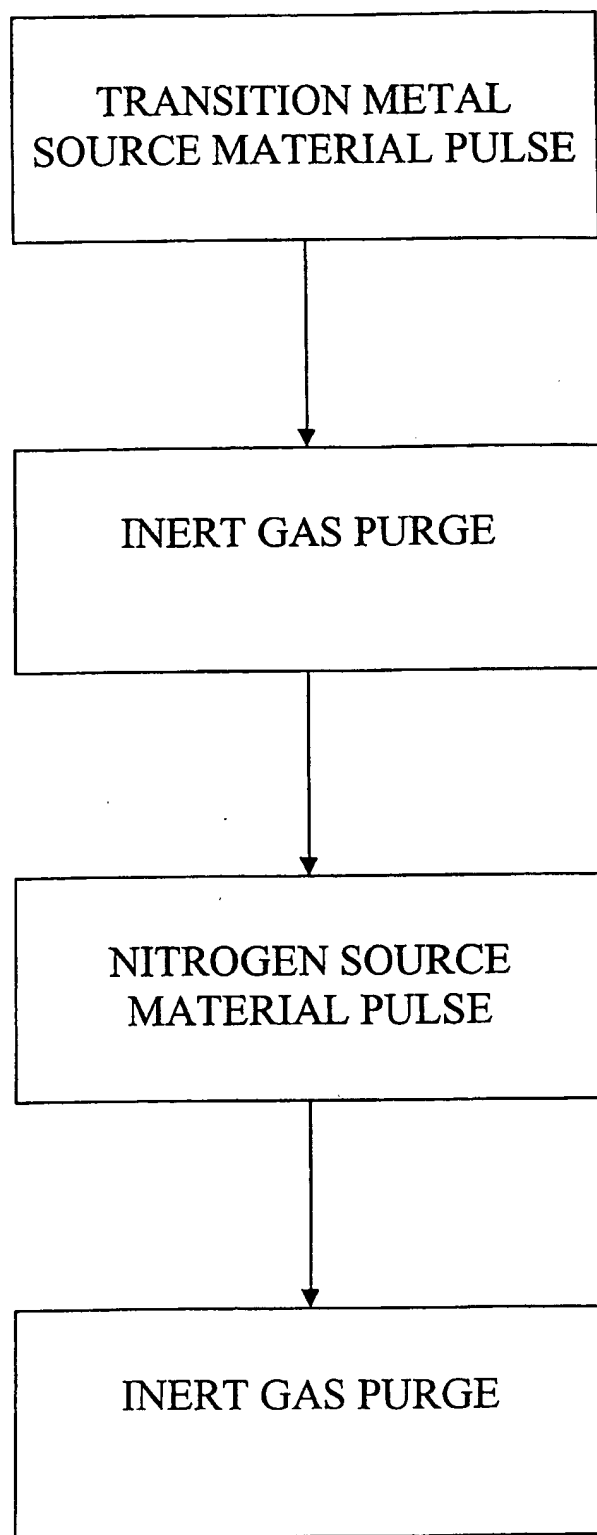 TRANSITION METAL
SOURCE MATERIAL PULSE
INERT GAS PURGE
NITROGEN SOURCE
MATERIAL PULSE
INERT GAS PURGE